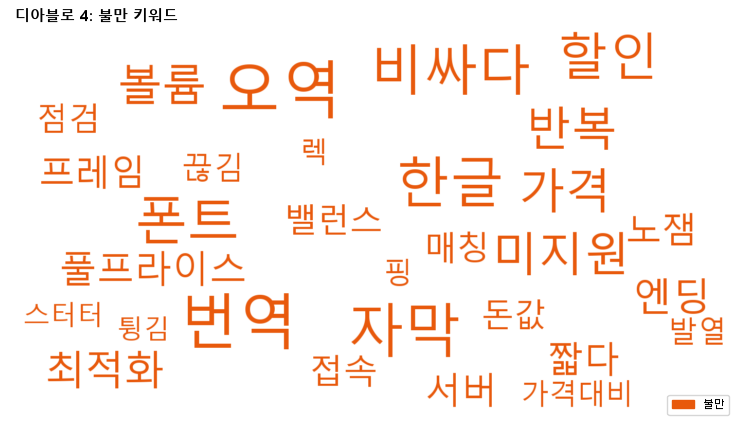 디아블로 4: 불만 키워드
비싸다
할인
볼륨
오역
점검
반복
렉
프레임
끊김
한글
가격
폰트
밸런스
노잼
매칭
미지원
풀프라이스
핑
엔딩
스터터
튕김
번역
자막
돈값
발열
최적화
접속
짧다
서버
가격대비
불만